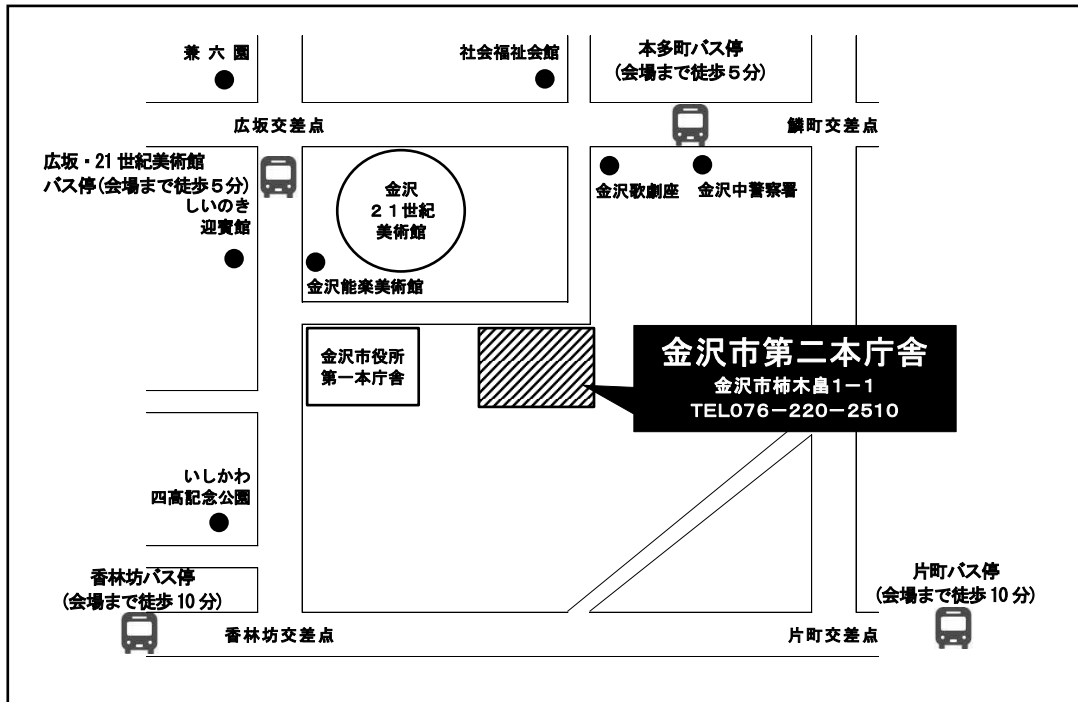 兼六園
社会福祉会館
本多町バス停
(会場まで徒歩5分)
広坂交差点
鱗町交差点
広坂・21世紀美術館
バス停(会場まで徒歩5分)
しいのき
迎賓館
金沢
21世紀
美術館
金沢歌劇座
金沢中警察署
金沢能楽美術館
金沢市役所
第一本庁舎
金沢市第二本庁舎
金沢市柿木畠1-1
TEL076-220-2510
いしかわ
四高記念公園
香林坊バス停
(会場まで徒歩10分)
片町バス停
(会場まで徒歩10分)
香林坊交差点
片町交差点